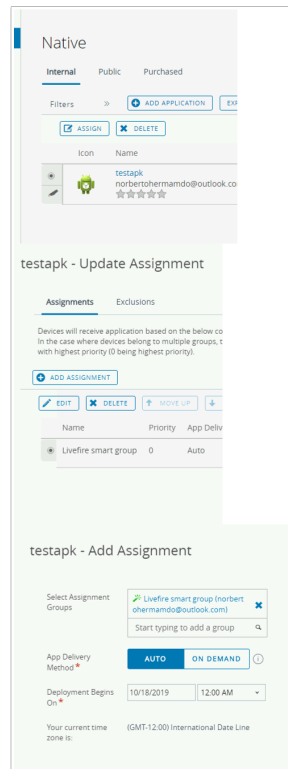 Native
Internal Public Purchased
Filters » ADD APPLICATION EXP
ASSIGN DELETE
Icon Name
testapk
norbertohermamdo@outlook.co
testapk - Update Assignment
Assignments Exclusions
Devices will receive application based on the below co
In the case where devices belong to multiple groups, t
with highest priority (0 being highest priority).
ADD ASSIGNMENT
EDIT DELETE MOVE UP
Name Priority App Deliv
Livefire smart group 0 Auto
testapk - Add Assignment
Select Assignment
Groups
Livefire smart group (norbert
ohermamdo@outlook.com)
Start typing to add a group
App Delivery
Method *
AUTO ON DEMAND
Deployment Begins
On *
10/18/2019 12:00 AM
Your current time
zone is:
(GMT-12:00) International Date Line